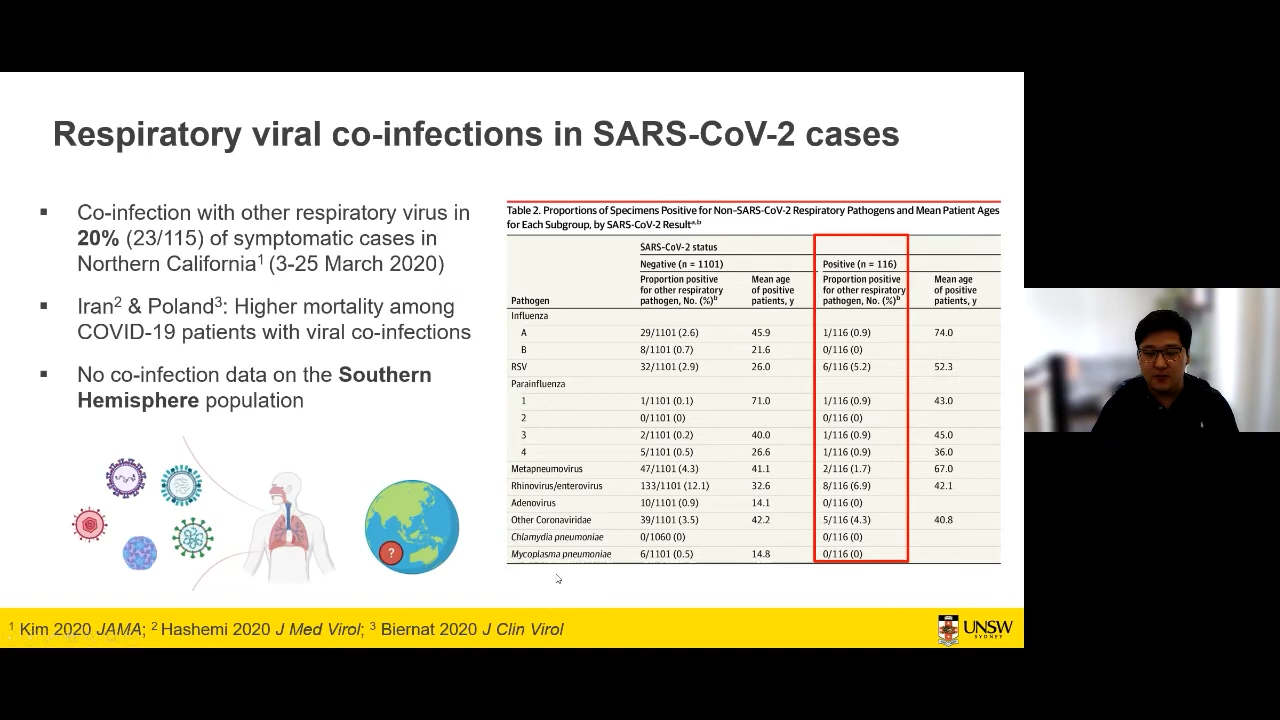 Respiratory viral co-infections in SARS-CoV-2 cases
▪ Co-infection with other respiratory virus in
20% (23/115) of symptomatic cases in
Northern California1 (3-25 March 2020)
▪ Iran2 & Poland3: Higher mortality among
COVID-19 patients with viral co-infections
▪ No co-infection data on the Southern
Hemisphere population
?
Table 2. Proportions of Specimens Positive for Non–SARS-CoV-2 Respiratory Pathogens and Mean Patient Ages
for Each Subgroup, by SARS-CoV-2 Resulta,b
SARS-CoV-2 status
Negative (n = 1101) Positive (n = 116)
Proportion positive Mean age Proportion positive Mean age
for other respiratory of positive for other respiratory of positive
Pathogen pathogen, No. (%)b patients, y pathogen, No. (%)b patients, y
Influenza
A 29/1101 (2.6) 45.9 1/116 (0.9) 74.0
B 8/1101 (0.7) 21.6 0/116 (0)
RSV 32/1101 (2.9) 26.0 6/116 (5.2) 52.3
Parainfluenza
1 1/1101 (0.1) 71.0 1/116 (0.9) 43.0
2 0/1101 (0) 0/116 (0)
3 2/1101 (0.2) 40.0 1/116 (0.9) 45.0
4 5/1101 (0.5) 26.6 1/116 (0.9) 36.0
Metapneumovirus 47/1101 (4.3) 41.1 2/116 (1.7) 67.0
Rhinovirus/enterovirus 133/1101 (12.1) 32.6 8/116 (6.9) 42.1
Adenovirus 10/1101 (0.9) 14.1 0/116 (0)
Other Coronaviridae 39/1101 (3.5) 42.2 5/116 (4.3) 40.8
Chlamydia pneumoniae 0/1060 (0) 0/116 (0)
Mycoplasma pneumoniae 6/1101 (0.5) 14.8 0/116 (0)
1 Kim 2020 JAMA; 2 Hashemi 2020 J Med Virol; 3 Biernat 2020 J Clin Virol
UNSW
SYDNEY